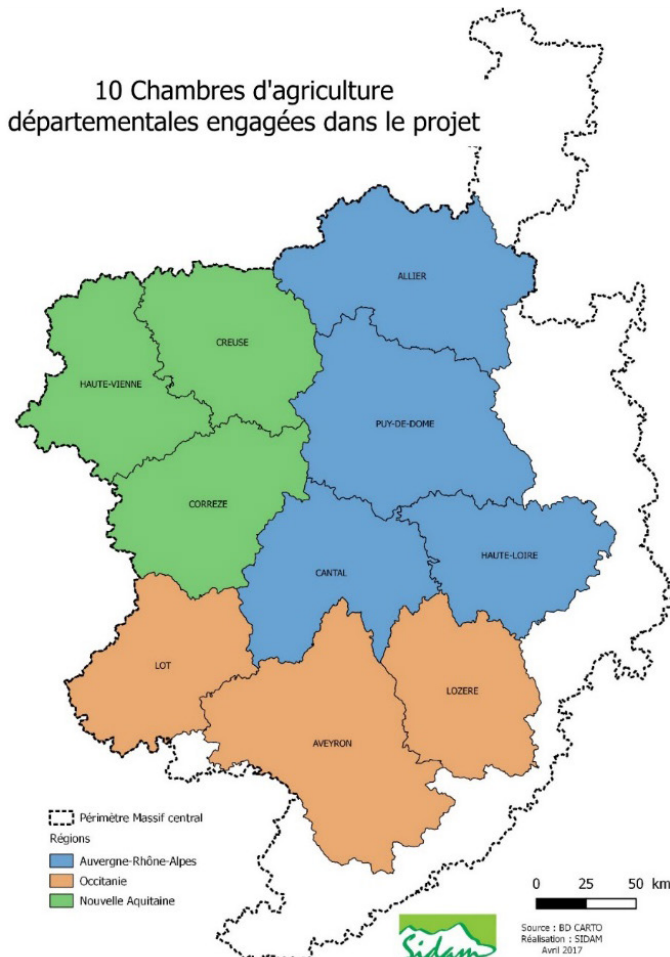 10 Chambres d'agriculture
départementales engagées dans le projet
ALLIER
CREUSE
HAUTE-VIENNE
PUY-DE-DOME
CORREZE
CANTAL
HAUTE-LOIRE
LOT
LOZERE
AVEYRON
Périmètre Massif central
Régions
Auvergne-Rhône-Alpes
Occitanie
Nouvelle Aquitaine
0 25 50 km
Source : BD CARTO
Réalisation : SIDAM
Avril 2017
Sidam